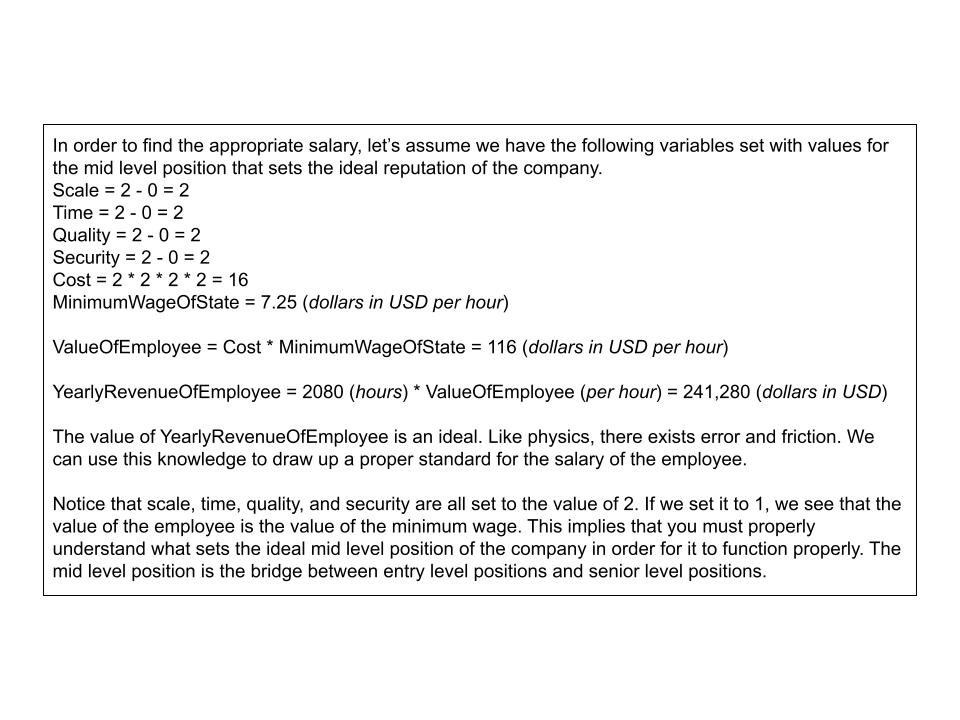 In order to find the appropriate salary, let’s assume we have the following variables set with values for
the mid level position that sets the ideal reputation of the company.
Scale = 2 - 0 = 2
Time = 2 - 0 = 2
Quality = 2 - 0 = 2
Security = 2 - 0 = 2
Cost = 2 * 2 * 2 * 2 = 16
MinimumWageOfState = 7.25 (dollars in USD per hour)
ValueOfEmployee = Cost * MinimumWageOfState = 116 (dollars in USD per hour)
YearlyRevenueOfEmployee = 2080 (hours) * ValueOfEmployee (per hour) = 241,280 (dollars in USD)
The value of YearlyRevenueOfEmployee is an ideal. Like physics, there exists error and friction. We
can use this knowledge to draw up a proper standard for the salary of the employee.
Notice that scale, time, quality, and security are all set to the value of 2. If we set it to 1, we see that the
value of the employee is the value of the minimum wage. This implies that you must properly
understand what sets the ideal mid level position of the company in order for it to function properly. The
mid level position is the bridge between entry level positions and senior level positions.